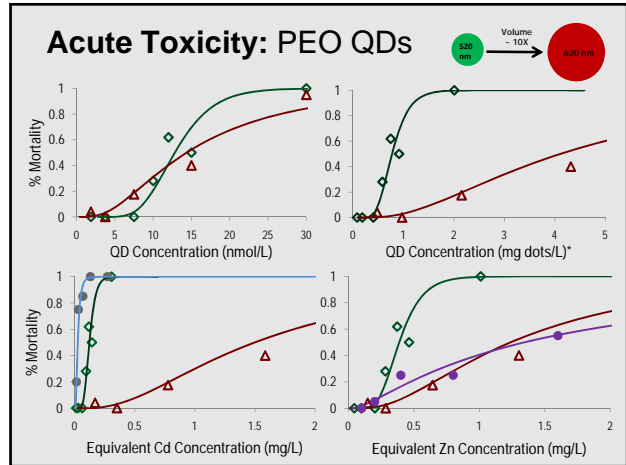 Acute Toxicity: PEO QDs
Volume
~ 10X
520
nm
620 nm
% Mortality
1
0.8
0.6
0.4
0.2
0
0 5 10 15 20 25 30
QD Concentration (nmol/L)
1
0.8
0.6
0.4
0.2
0
0 1 2 3 4 5
QD Concentration (mg dots/L)*
% Mortality
1
0.8
0.6
0.4
0.2
0
0 0.5 1 1.5 2
Equivalent Cd Concentration (mg/L)
1
0.8
0.6
0.4
0.2
0
0 0.5 1 1.5 2
Equivalent Zn Concentration (mg/L)